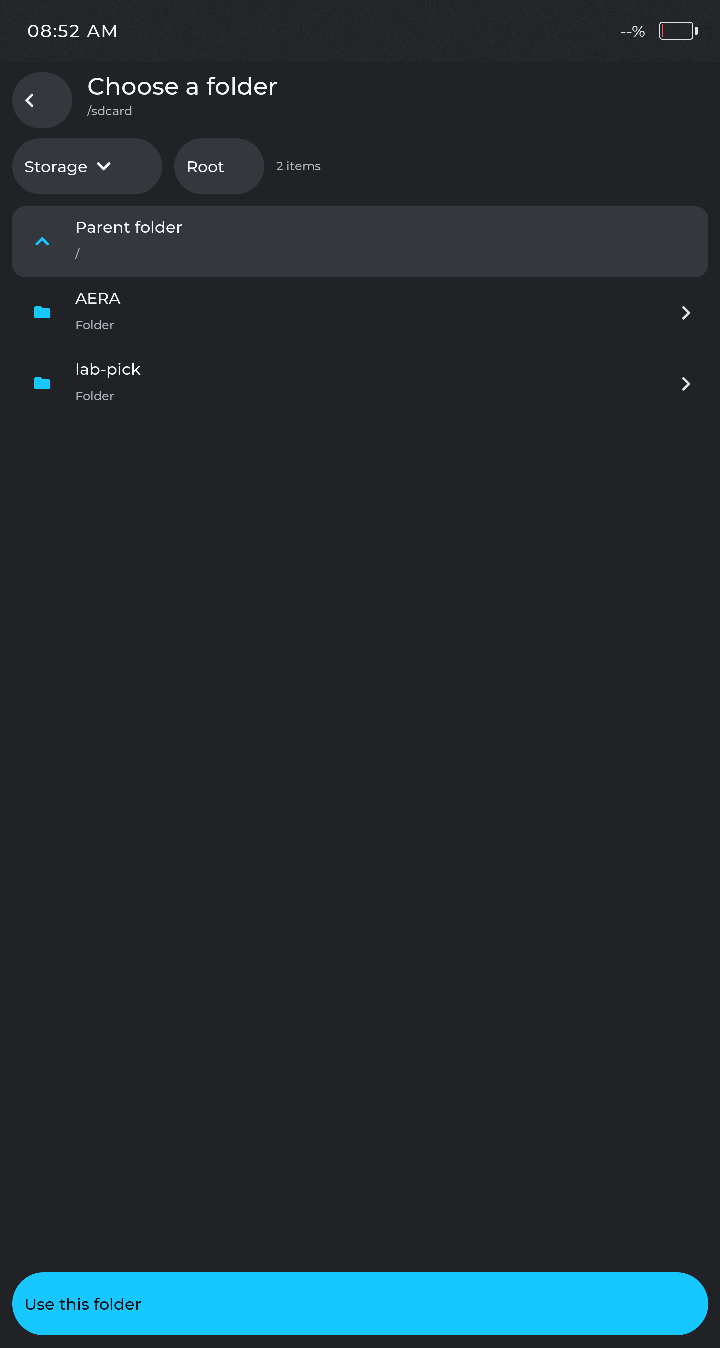 08:52 AM
--%
Choose a folder
/sdcard
Storage
Root
2 items
Parent folder
/
AERA
Folder
lab-pick
Folder
Use this folder